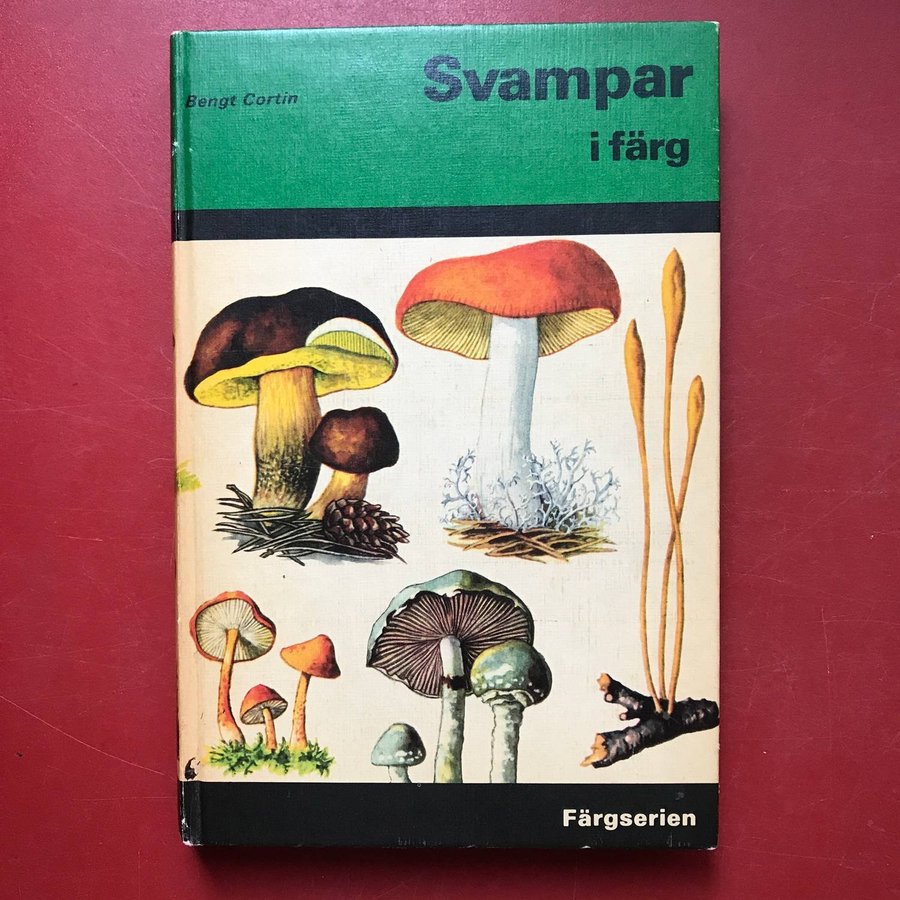 Bengt Cortin
Svampar
i färg
Färgserien